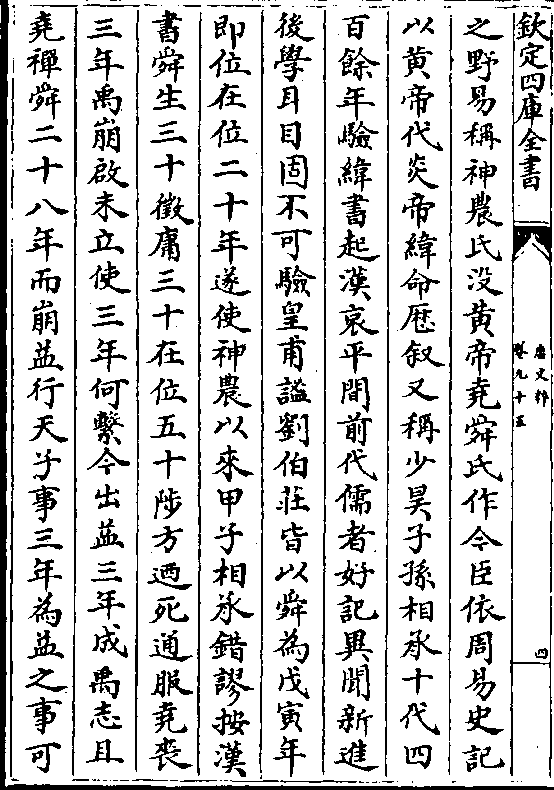 欽定四庫全書
唐文粹
卷九十五
四
之野易稱神農氏没黄帝堯舜氏作今臣依周易史記
以黄帝代炎帝緯命歷叙又稱少昊子孫相承十代四
百餘年驗緯書起漢哀平間前代儒者好記異聞新進
後學耳目固不可驗皇甫謐劉伯莊皆以舜為戊寅年
即位在位二十年遂使神農以來甲子相承錯謬按漢
書舜生三十徵庸三十在位五十陟方廼死通服堯喪
三年禹崩啟未立使三年何繫今出益三年成禹志且
堯禪舜二十八年而崩益行天子事三年為益之事可